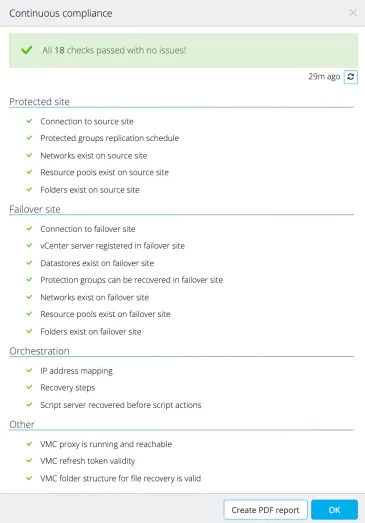 Continuous compliance
All 18 checks passed with no issues!
29m ago
Protected site
Connection to source site
Protected groups replication schedule
Networks exist on source site
Resource pools exist on source site
Folders exist on source site
Failover site
Connection to failover site
vCenter server registered in failover site
Datastores exist on failover site
Protection groups can be recovered in failover site
Networks exist on failover site
Resource pools exist on failover site
Folders exist on failover site
Orchestration
IP address mapping
Recovery steps
Script server recovered before script actions
Other
VMC proxy is running and reachable
VMC refresh token validity
VMC folder structure for file recovery is valid
Create PDF report
OK